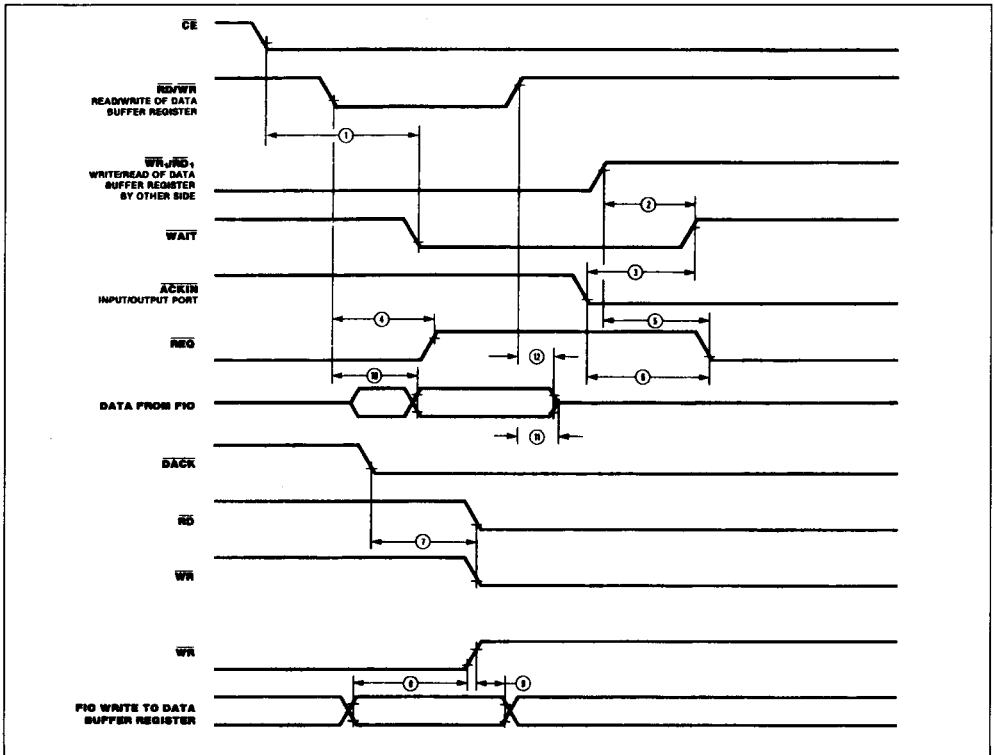 CE
RD/WR
READ/WRITE OF DATA
BUFFER REGISTER
①
WR₁/RD₁
WRITE/READ OF DATA
BUFFER REGISTER
BY OTHER SIDE
②
WAIT
③
ACKIN
INPUT/OUTPUT PORT
④
⑤
REQ
⑫
⑩
⑥
DATA FROM FIO
⑪
DACK
RD
⑦
WR
WR
⑧
⑨
FIO WRITE TO DATA
BUFFER REGISTER